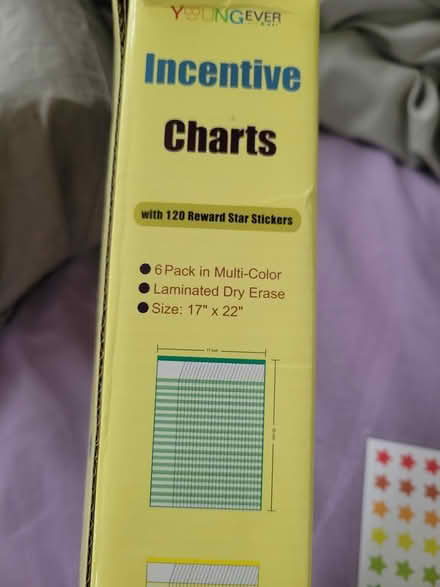 YOUNGEVER
Incentive
Charts
with 120 Reward Star Stickers
6 Pack in Multi-Color
Laminated Dry Erase
Size: 17" x 22"